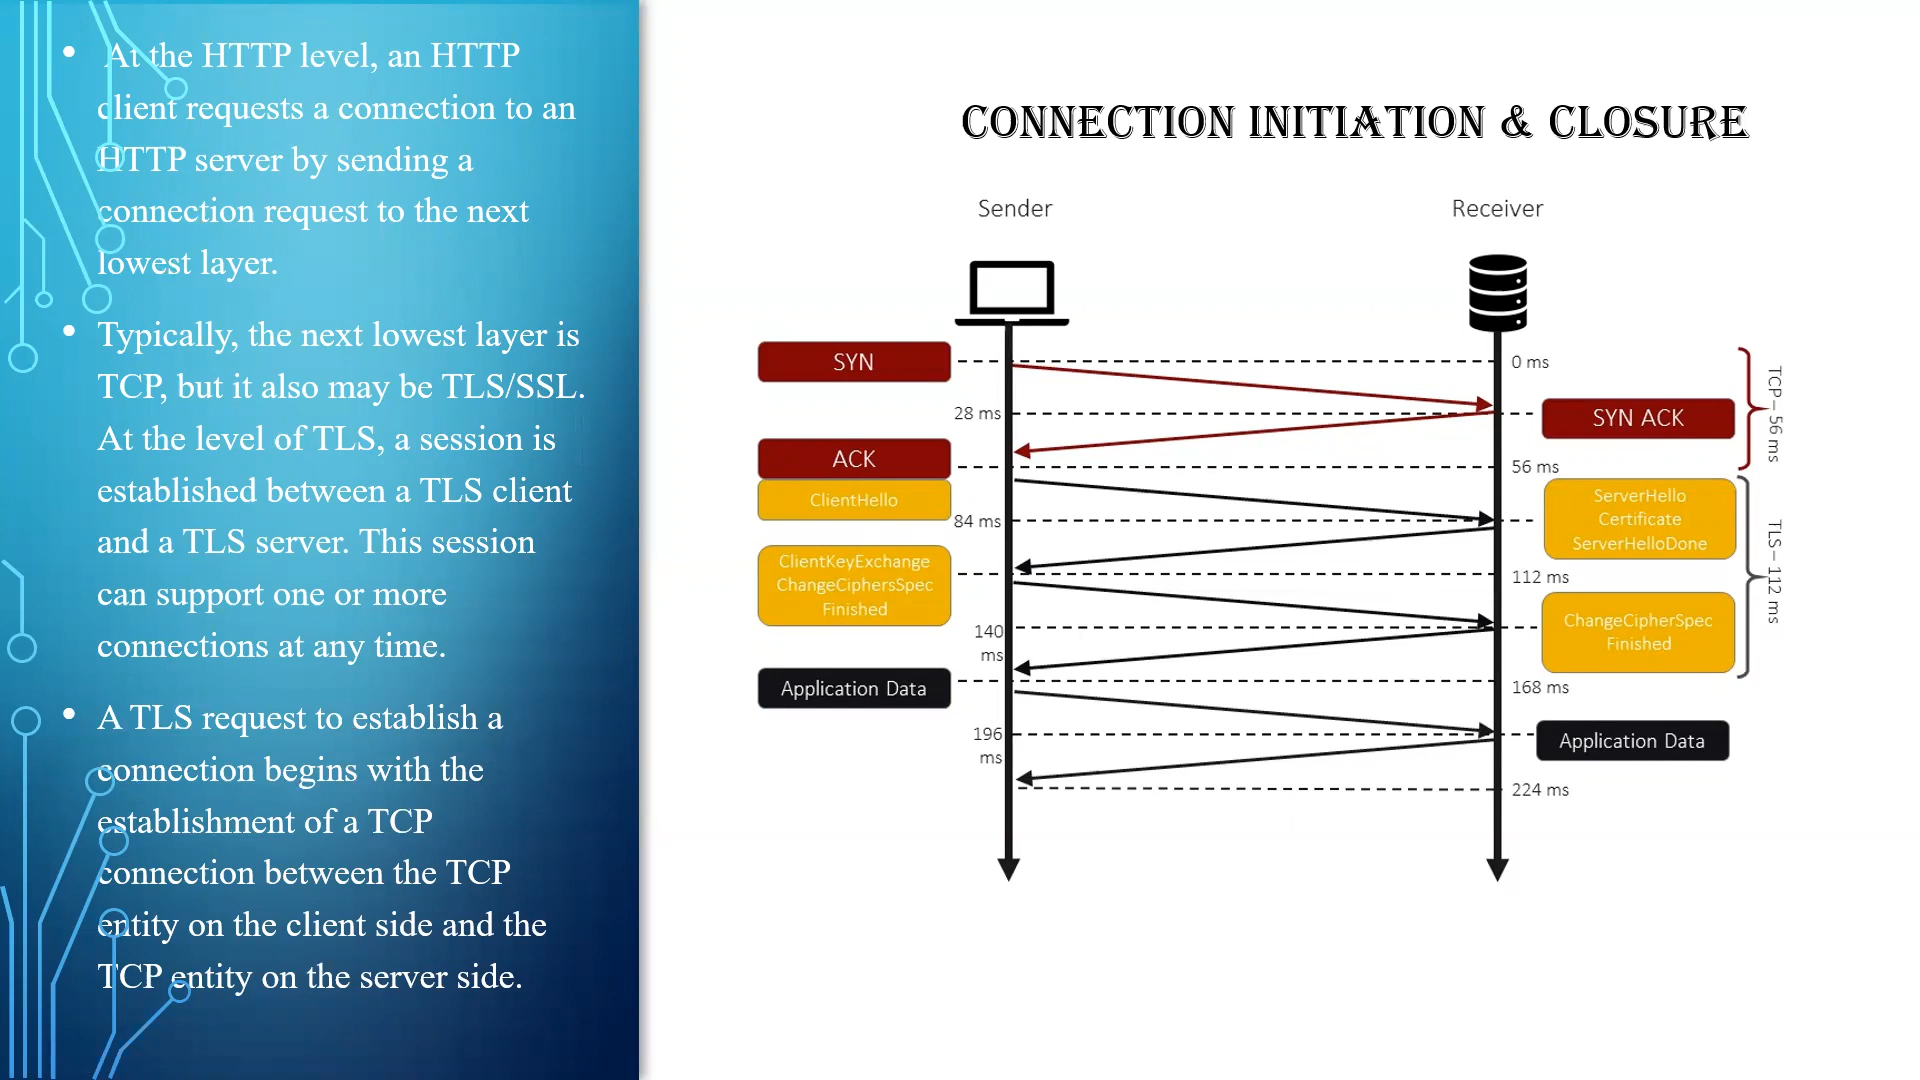 • At the HTTP level, an HTTP
client requests a connection to an
HTTP server by sending a
connection request to the next
lowest layer.
• Typically, the next lowest layer is
TCP, but it also may be TLS/SSL.
At the level of TLS, a session is
established between a TLS client
and a TLS server. This session
can support one or more
connections at any time.
• A TLS request to establish a
connection begins with the
establishment of a TCP
connection between the TCP
entity on the client side and the
TCP entity on the server side.
CONNECTION INITIATION & CLOSURE
Sender
Receiver
SYN
0 ms
28 ms
SYN ACK
TCP – 56 ms
ACK
56 ms
ClientHello
84 ms
ServerHello
Certificate
ServerHelloDone
TLS – 112 ms
ClientKeyExchange
ChangeCiphersSpec
Finished
112 ms
140
ms
ChangeCipherSpec
Finished
Application Data
168 ms
196
ms
Application Data
224 ms